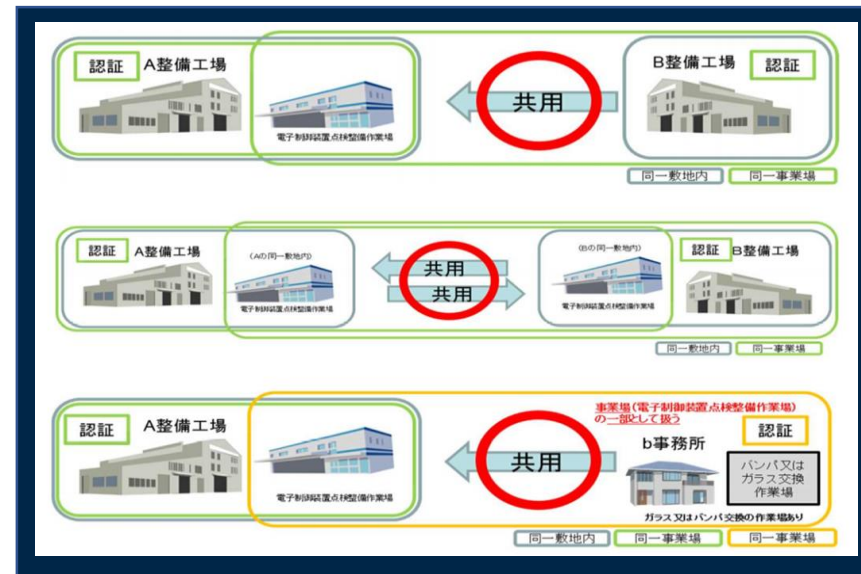 認証 A整備工場
電子制御装置点検整備作業場
共用
B整備工場 認証
同一敷地内 同一事業場
認証 A整備工場
(Aの同一敷地内)
電子制御装置点検整備作業場
共用
共用
(Bの同一敷地内)
電子制御装置点検整備作業場
認証 B整備工場
同一敷地内 同一事業場
認証 A整備工場
電子制御装置点検整備作業場
共用
事業場(電子制御装置点検整備作業場)
の一部として扱う
b事務所
認証
バンパ又は
ガラス交換
作業場
ガラス又はバンパ交換の作業場あり
同一敷地内 同一事業場 同一事業場